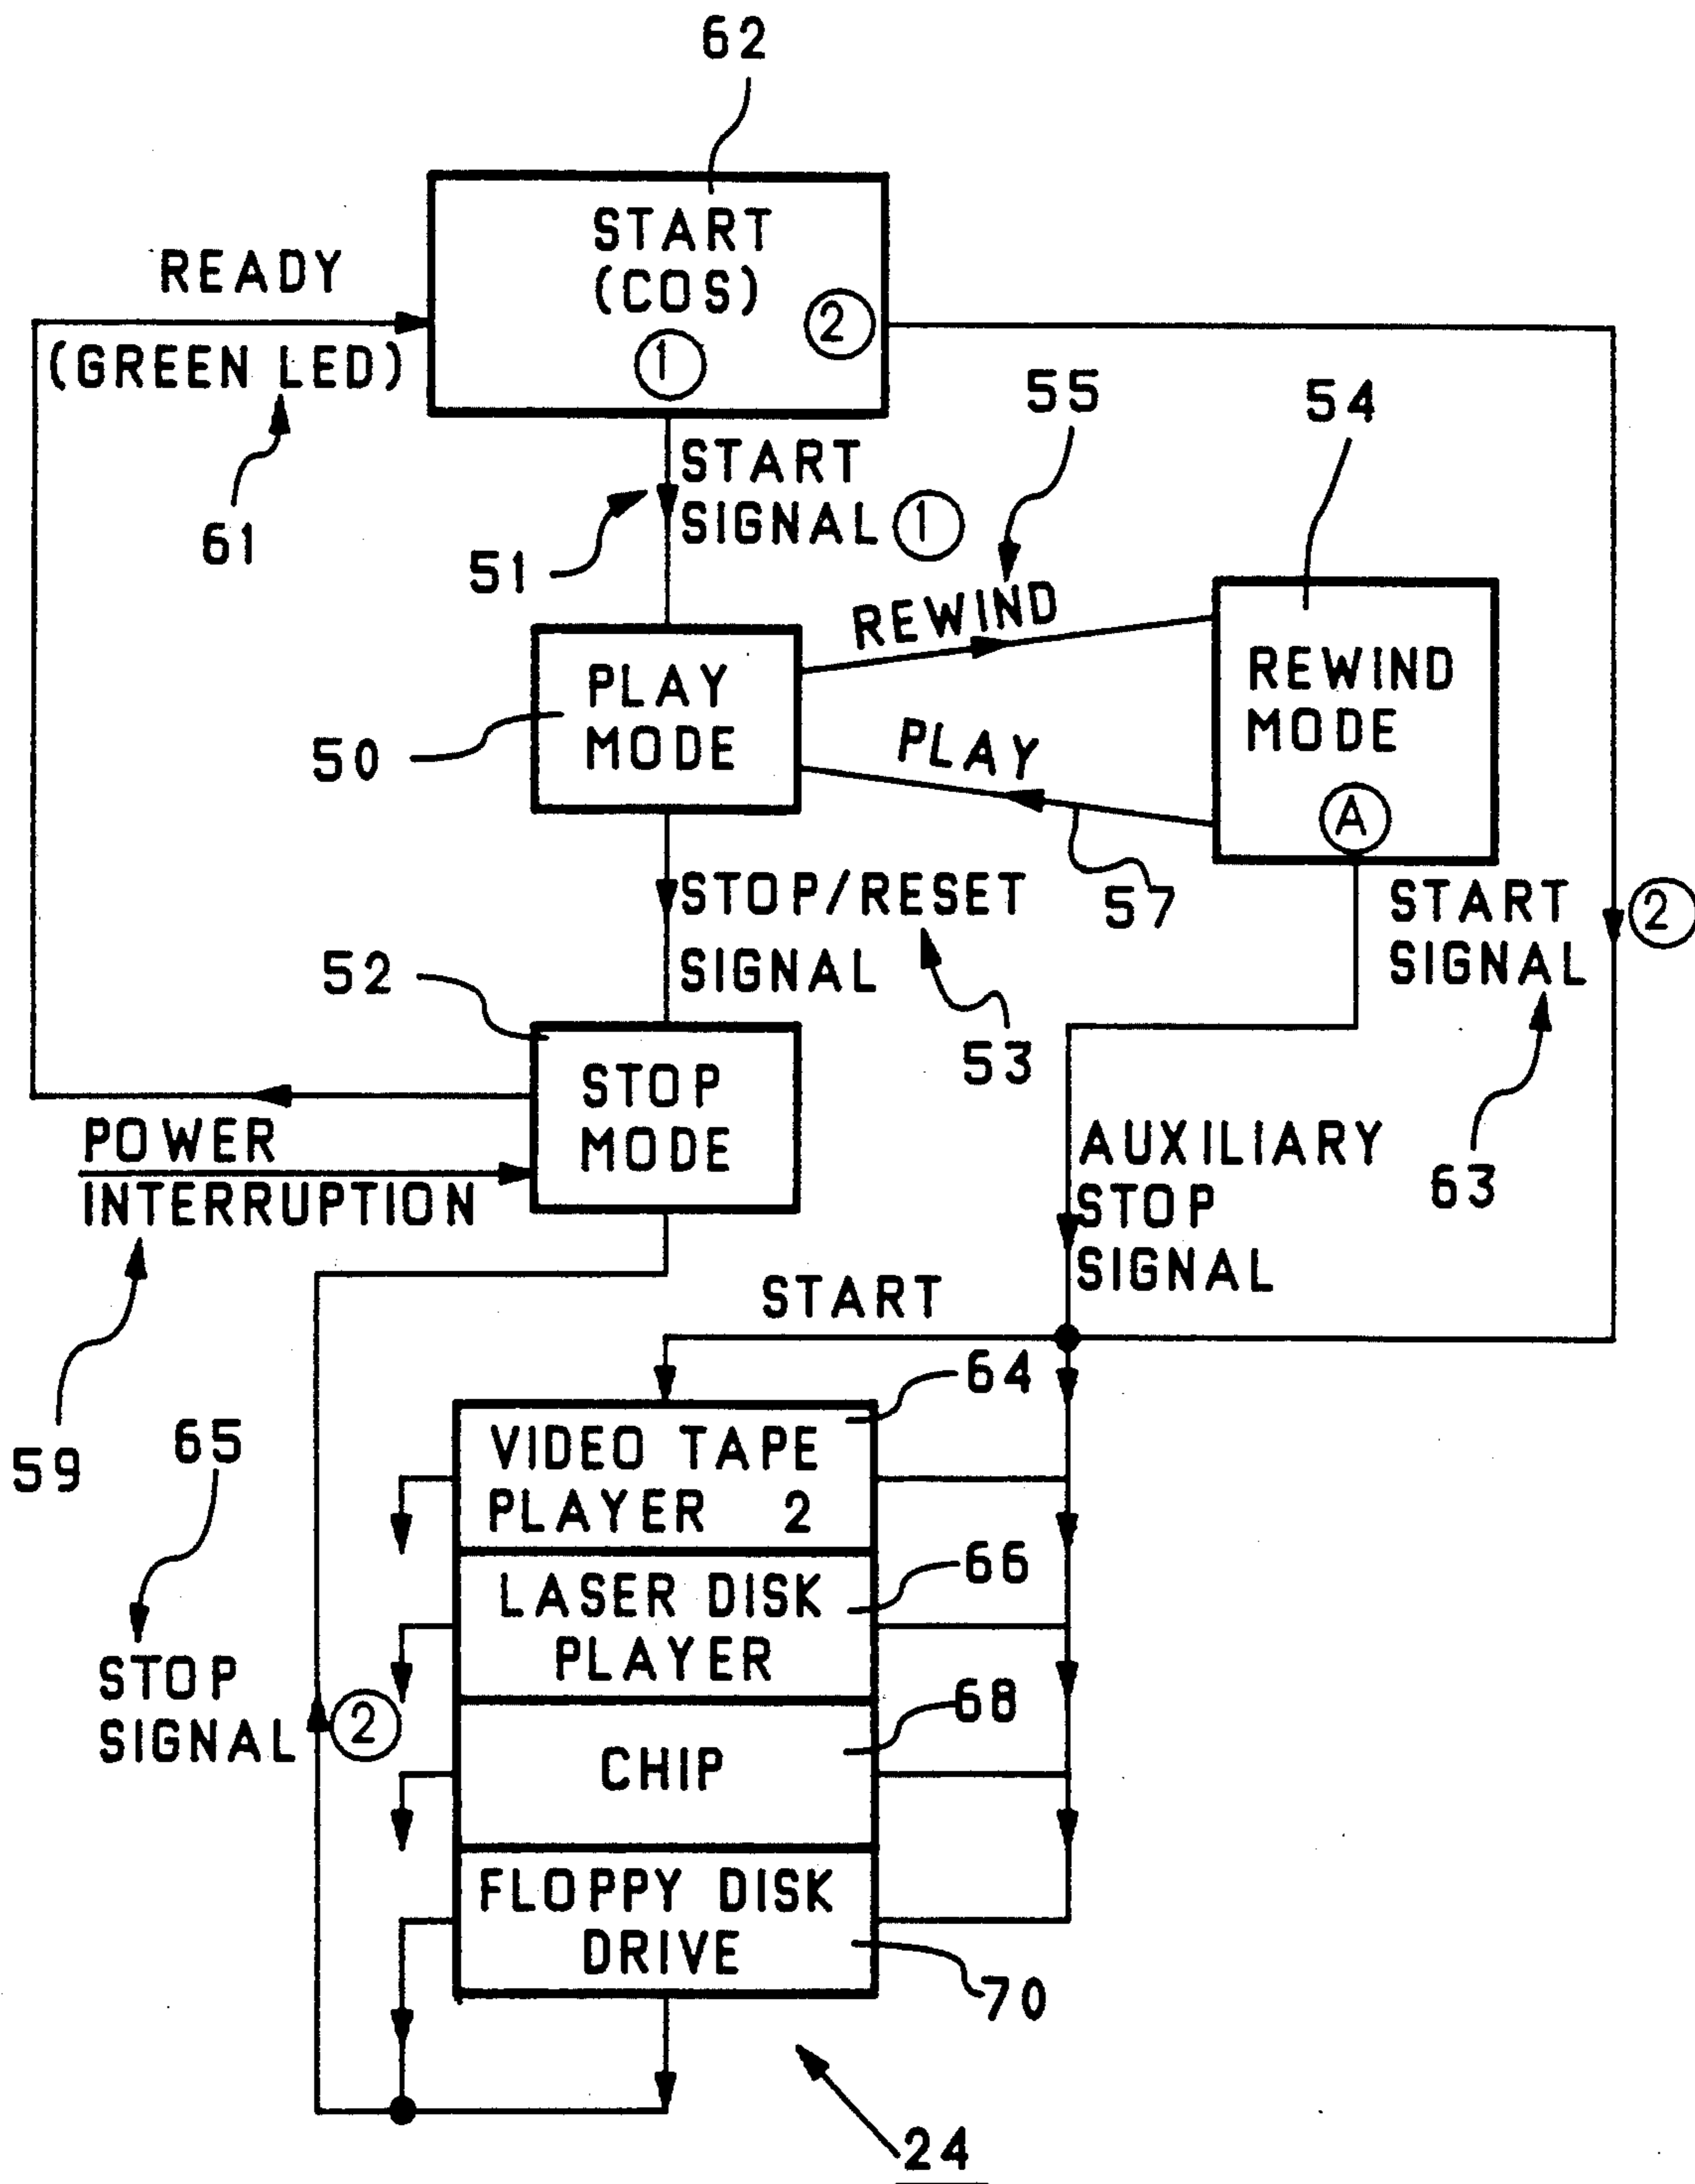 62
START
(COS)
①
②
READY
(GREEN LED)
61
START
SIGNAL ①
51
55
54
REWIND
REWIND
MODE
Ⓐ
PLAY
MODE
50
PLAY
57
STOP/RESET
SIGNAL
53
START
SIGNAL
②
63
52
STOP
MODE
POWER
INTERRUPTION
59
AUXILIARY
STOP
SIGNAL
START
64
VIDEO TAPE
PLAYER 2
65
66
LASER DISK
PLAYER
STOP
SIGNAL
②
68
CHIP
FLOPPY DISK
DRIVE
70
24